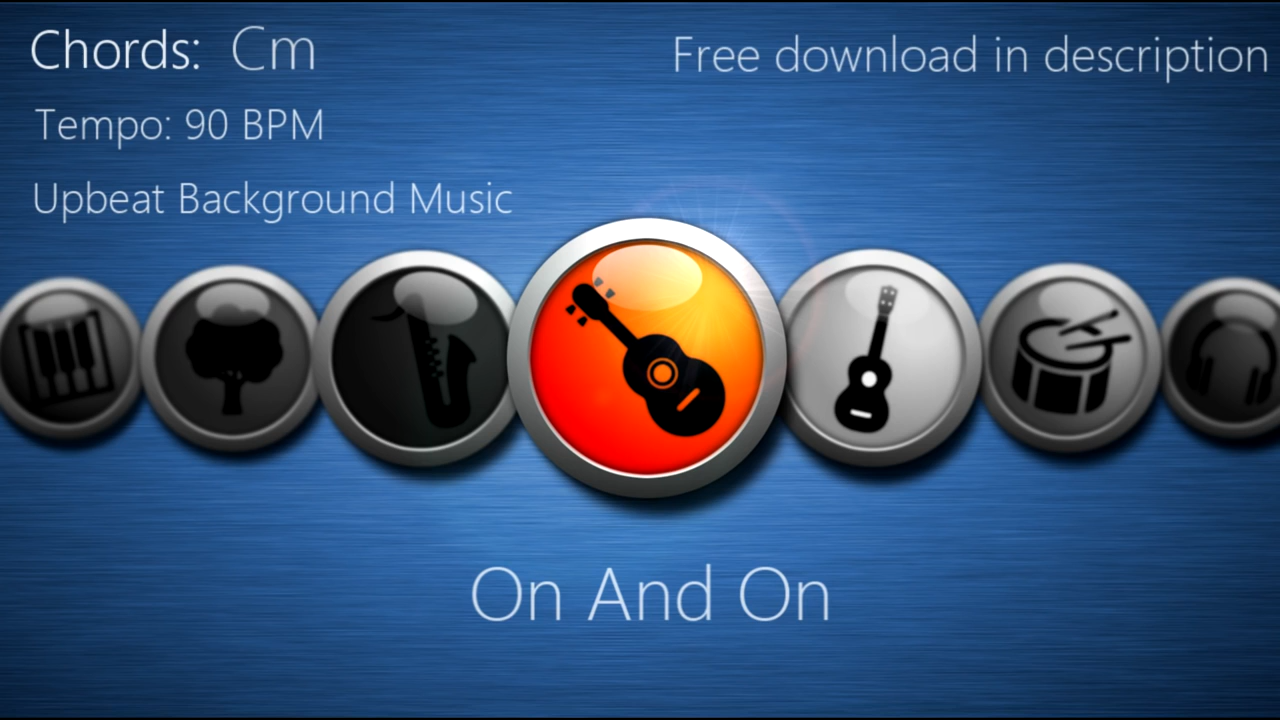 Chords: Cm
Free download in description
Tempo: 90 BPM
Upbeat Background Music
On And On